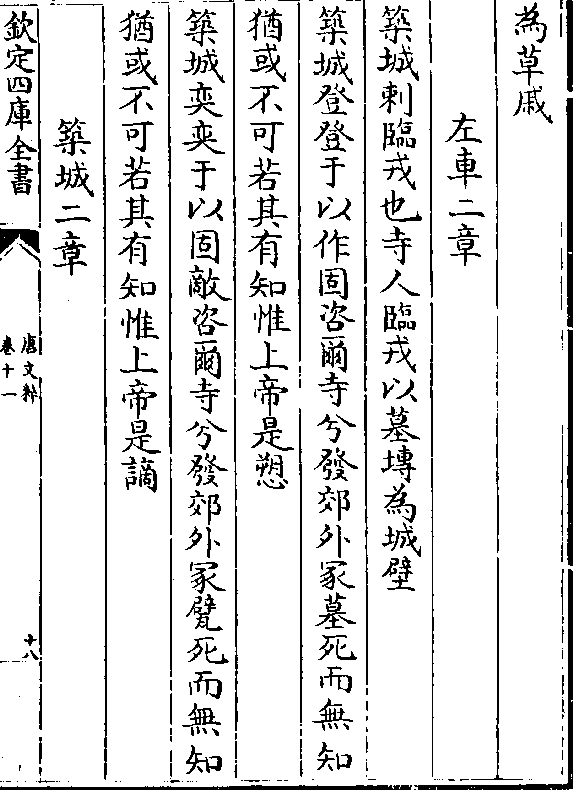 為草戚
左車二章
築城刺臨戎也寺人臨戎以墓塼為城壁
築城登登于以作固咨爾寺兮發郊外冢墓死而無知
猶或不可若其有知惟上帝是愬
築城奕奕于以固敵咨爾寺兮發郊外冢甓死而無知
猶或不可若其有知惟上帝是謫
築城二章
欽定四庫全書
唐文粹
卷十一
十八